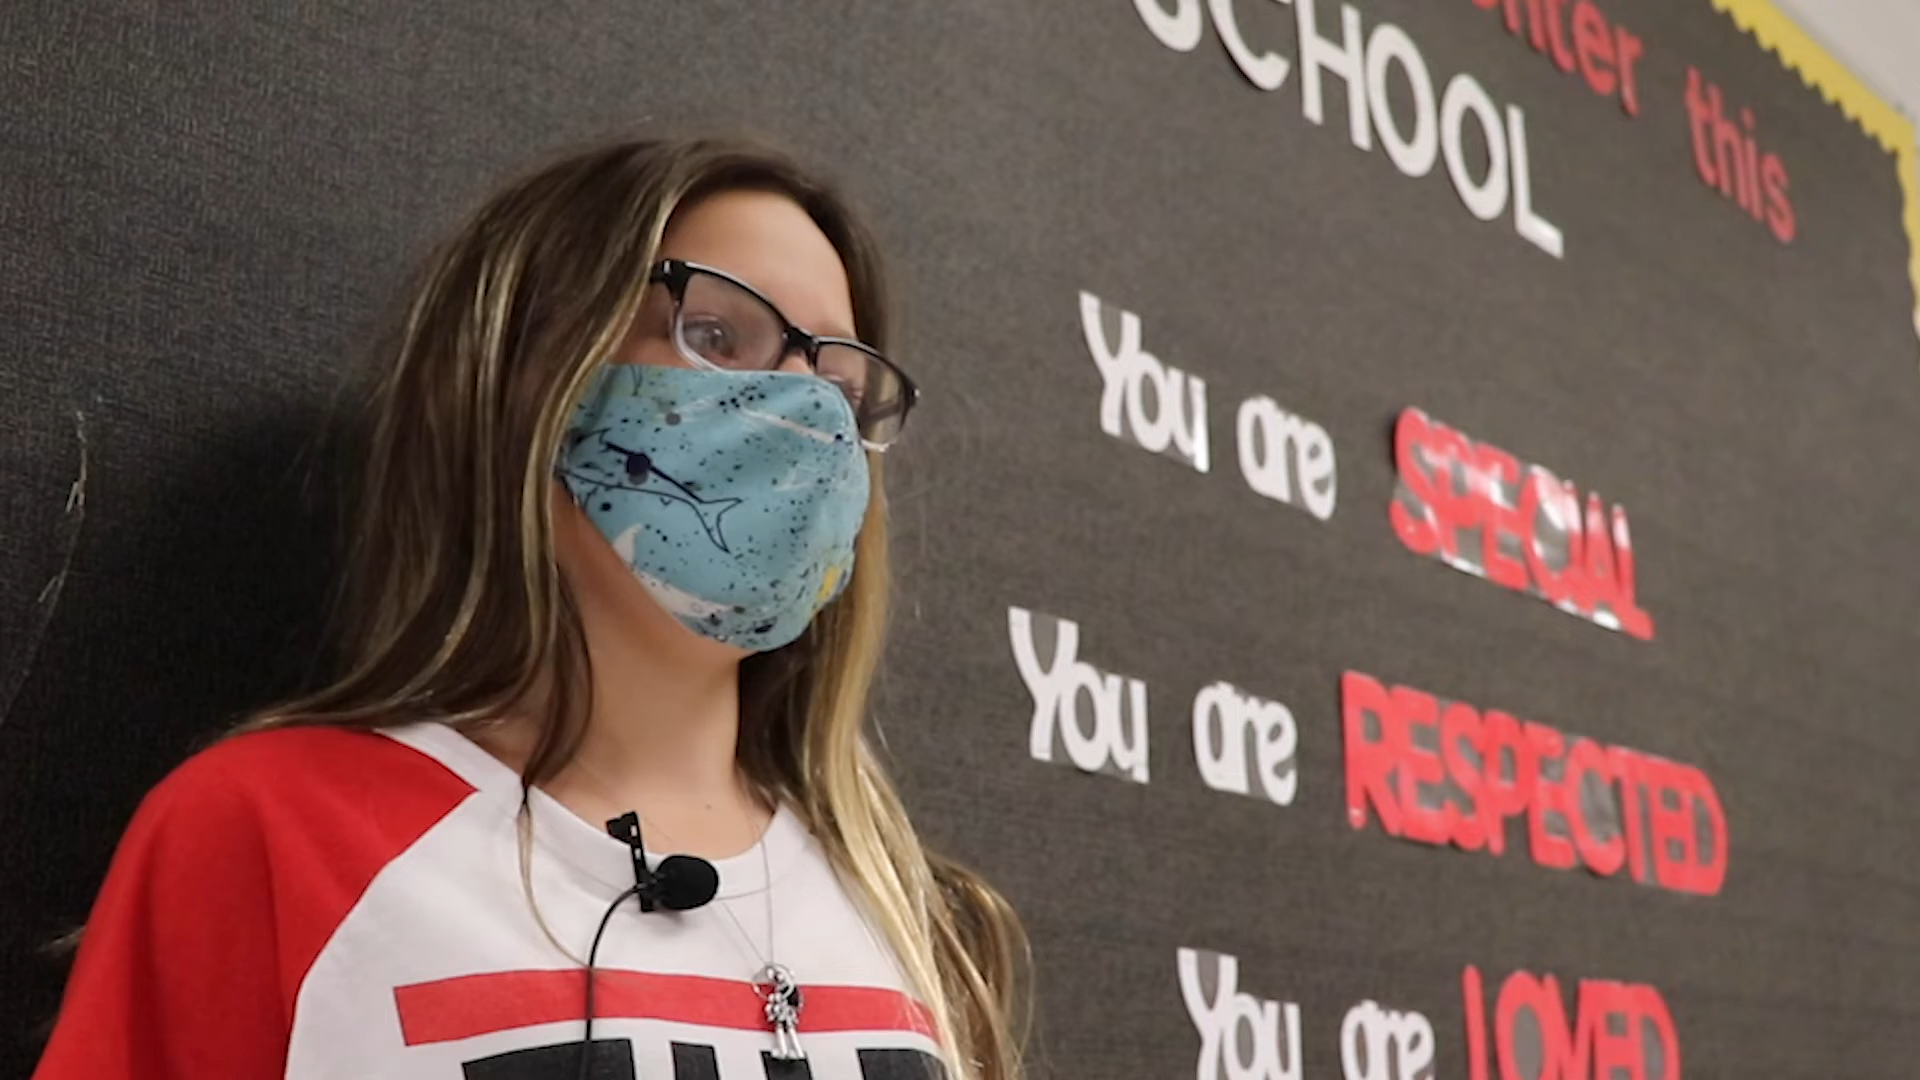 this
SCHOOL
You are SPECIAL
You are RESPECTED
You are LOVED